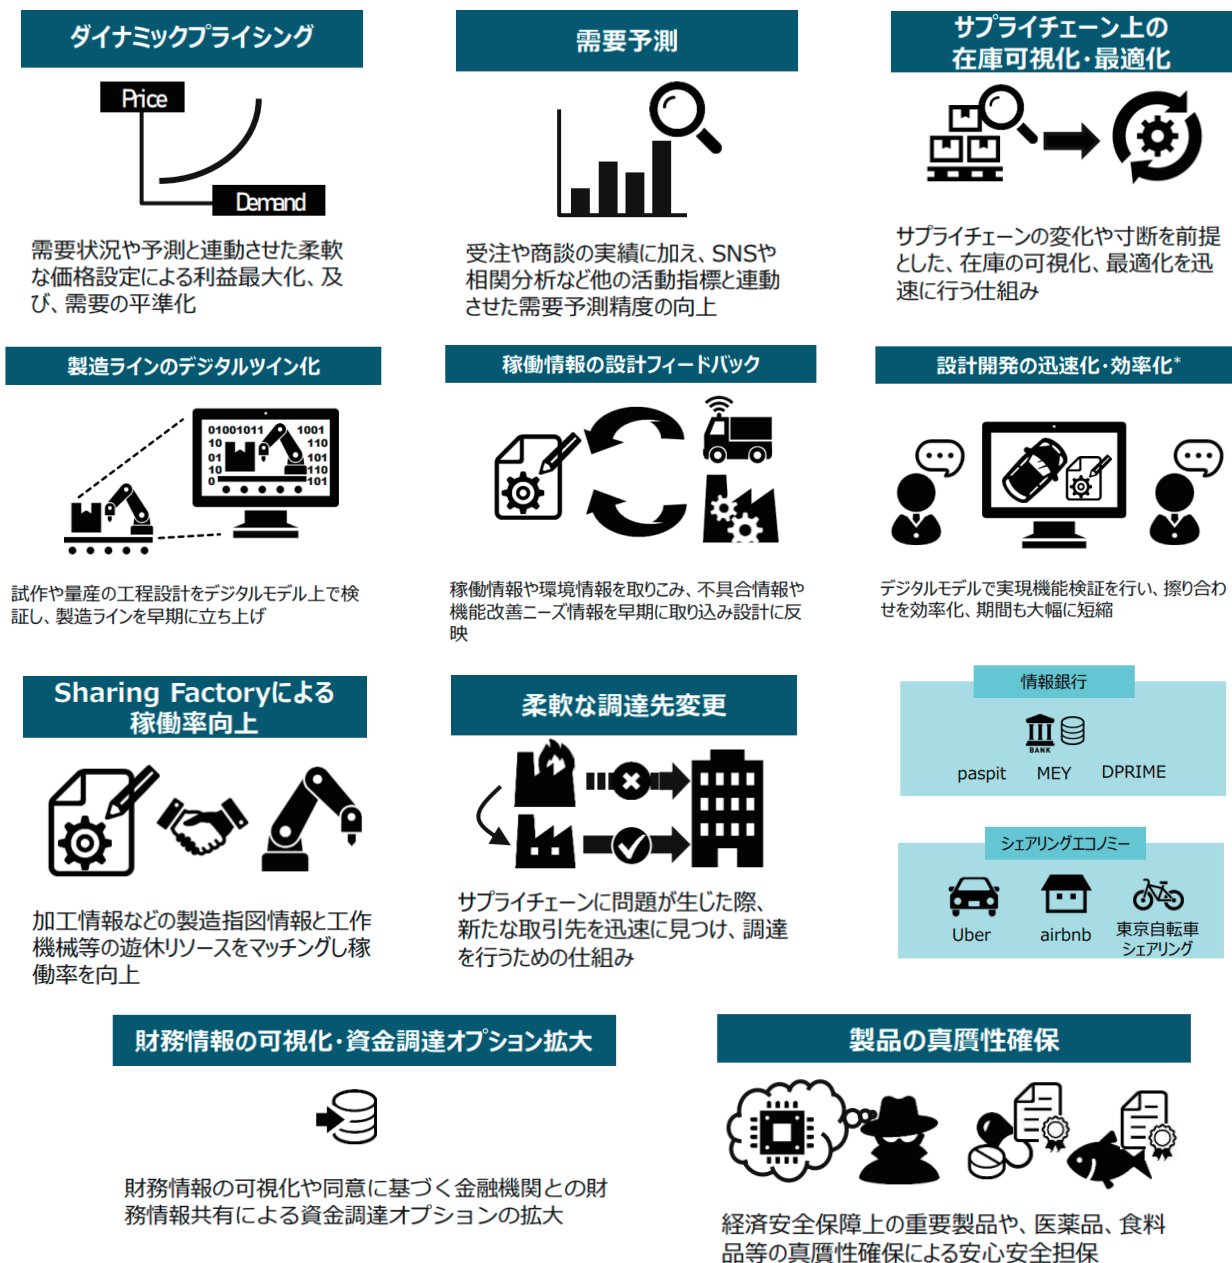 ダイナミックプライシング
Price
Demand
需要状況や予測と連動させた柔軟
な価格設定による利益最大化、及
び、需要の平準化
需要予測
受注や商談の実績に加え、SNSや
相関分析など他の活動指標と連動
させた需要予測精度の向上
サプライチェーン上の
在庫可視化・最適化
サプライチェーンの変化や寸断を前提
とした、在庫の可視化、最適化を迅
速に行う仕組み
製造ラインのデジタルツイン化
01001011 1001
10 110
01 101
10 110
0 101
試作や量産の工程設計をデジタルモデル上で検
証し、製造ラインを早期に立ち上げ
稼働情報の設計フィードバック
稼働情報や環境情報を取りこみ、不具合情報や
機能改善ニーズ情報を早期に取り込み設計に反
映
設計開発の迅速化・効率化*
デジタルモデルで実現機能検証を行い、擦り合わ
せを効率化、期間も大幅に短縮
Sharing Factoryによる
稼働率向上
加工情報などの製造指図情報と工作
機械等の遊休リソースをマッチングし稼
働率を向上
柔軟な調達先変更
サプライチェーンに問題が生じた際、
新たな取引先を迅速に見つけ、調達
を行うための仕組み
情報銀行
BANK
paspit MEY DPRIME
シェアリングエコノミー
Uber airbnb 東京自転車
シェアリング
財務情報の可視化・資金調達オプション拡大
財務情報の可視化や同意に基づく金融機関との財
務情報共有による資金調達オプションの拡大
製品の真贋性確保
経済安全保障上の重要製品や、医薬品、食料
品等の真贋性確保による安心安全担保